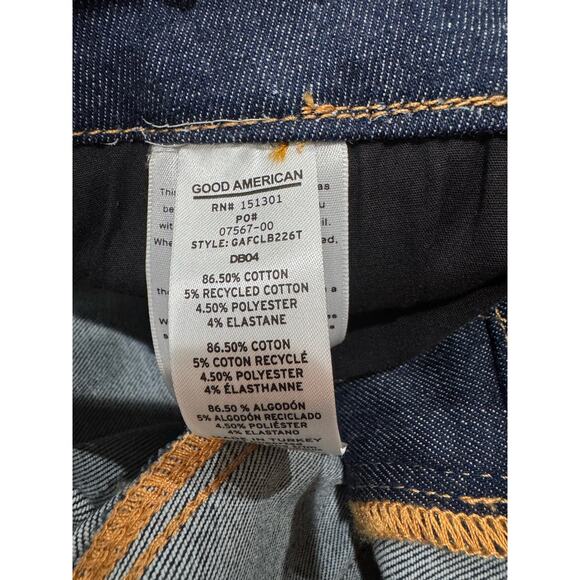 GOOD AMERICAN
RN# 151301
PO#
07567-00
STYLE: GAFCLB226T
DB04
86.50% COTTON
5% RECYCLED COTTON
4.50% POLYESTER
4% ELASTANE
86.50% COTON
5% COTON RECYCLÉ
4.50% POLYESTER
4% ÉLASTHANNE
86.50 % ALGODÓN
5% ALGODÓN RECICLADO
4.50% POLIÉSTER
4% ELASTANO
IN TURKEY